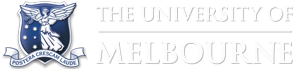 THE UNIVERSITY OF
MELBOURNE
POSTERA CRESCAM LAUDE